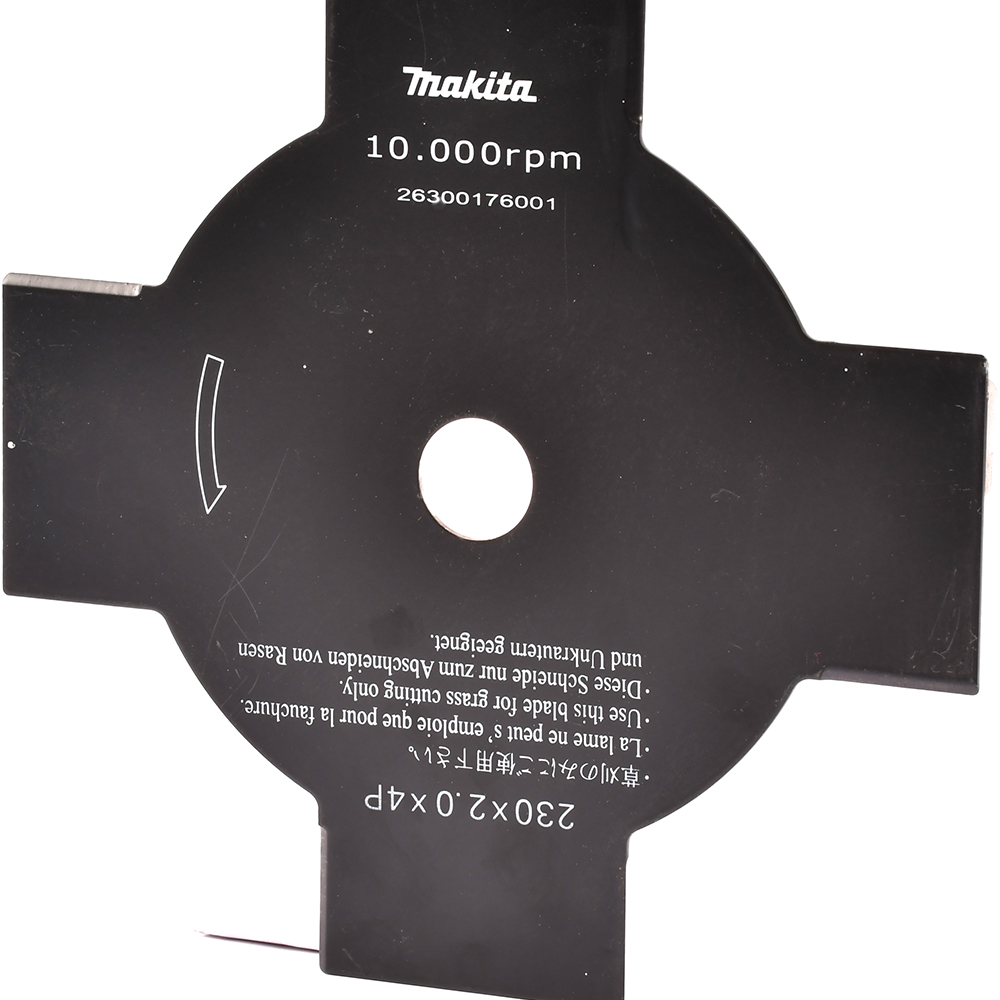 makita
10.000rpm
26300176001
230×2.0×4P
・草刈のみにご使用下さい。
・La lame ne peut s'emploie que pour la fauchure.
・Use this blade for grass cutting only.
・Diese Schneide nur zum Abschneiden von Rasen
und Unkrautern geeignet.